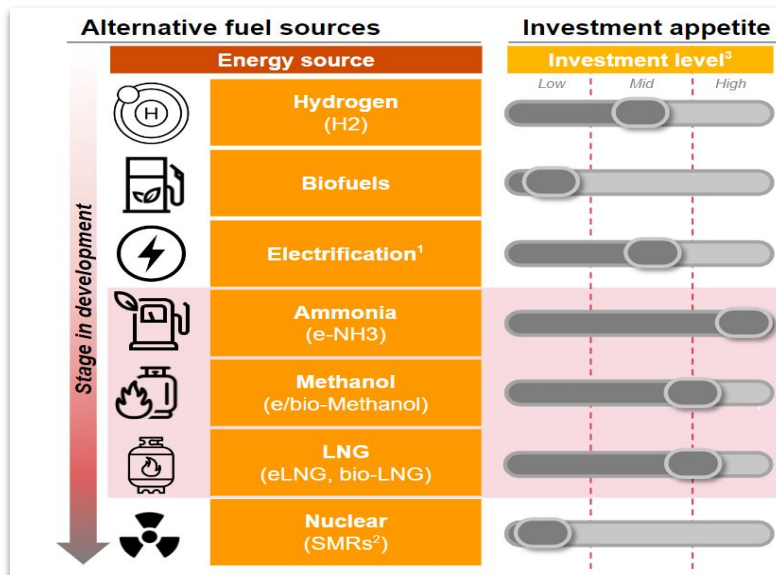 Alternative fuel sources
Investment appetite
Energy source
Investment level³
Low Mid High
Stage in development
H
Hydrogen
(H2)
Biofuels
Electrification¹
Ammonia
(e-NH3)
Methanol
(e/bio-Methanol)
LNG
(eLNG, bio-LNG)
Nuclear
(SMRs²)